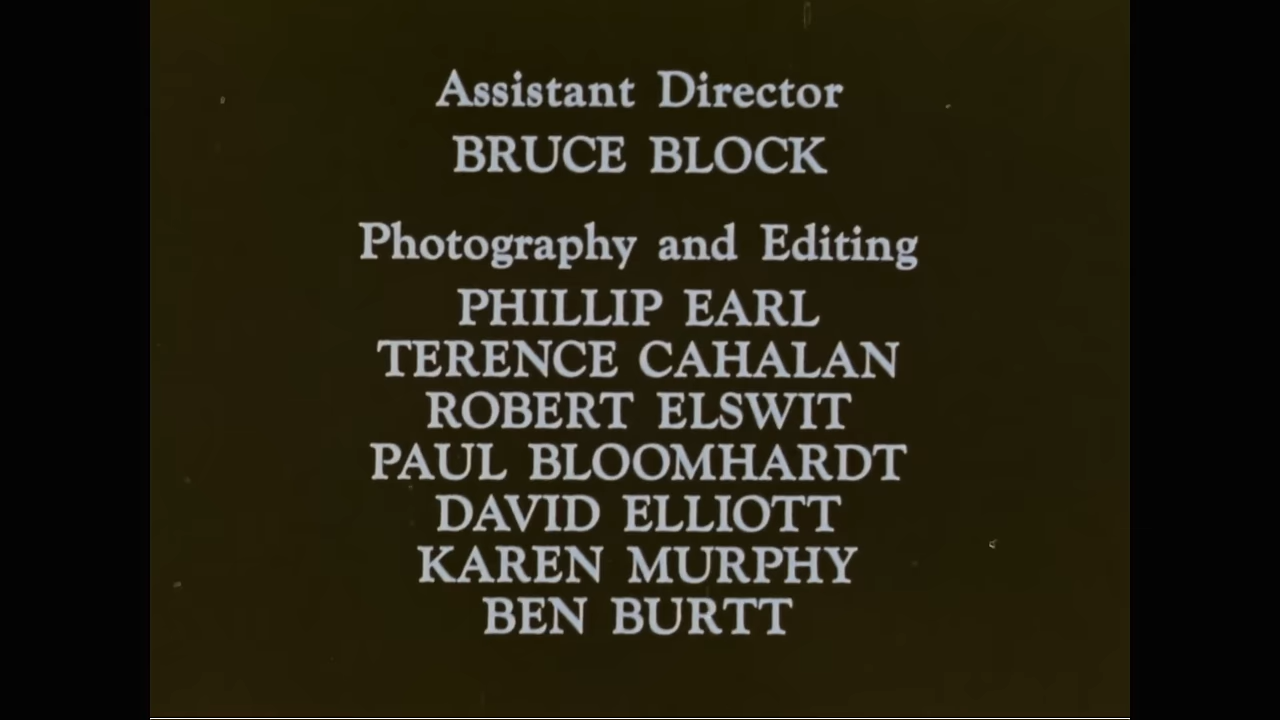 Assistant Director
BRUCE BLOCK
Photography and Editing
PHILLIP EARL
TERENCE CAHALAN
ROBERT ELSWIT
PAUL BLOOMHARDT
DAVID ELLIOTT
KAREN MURPHY
BEN BURTT